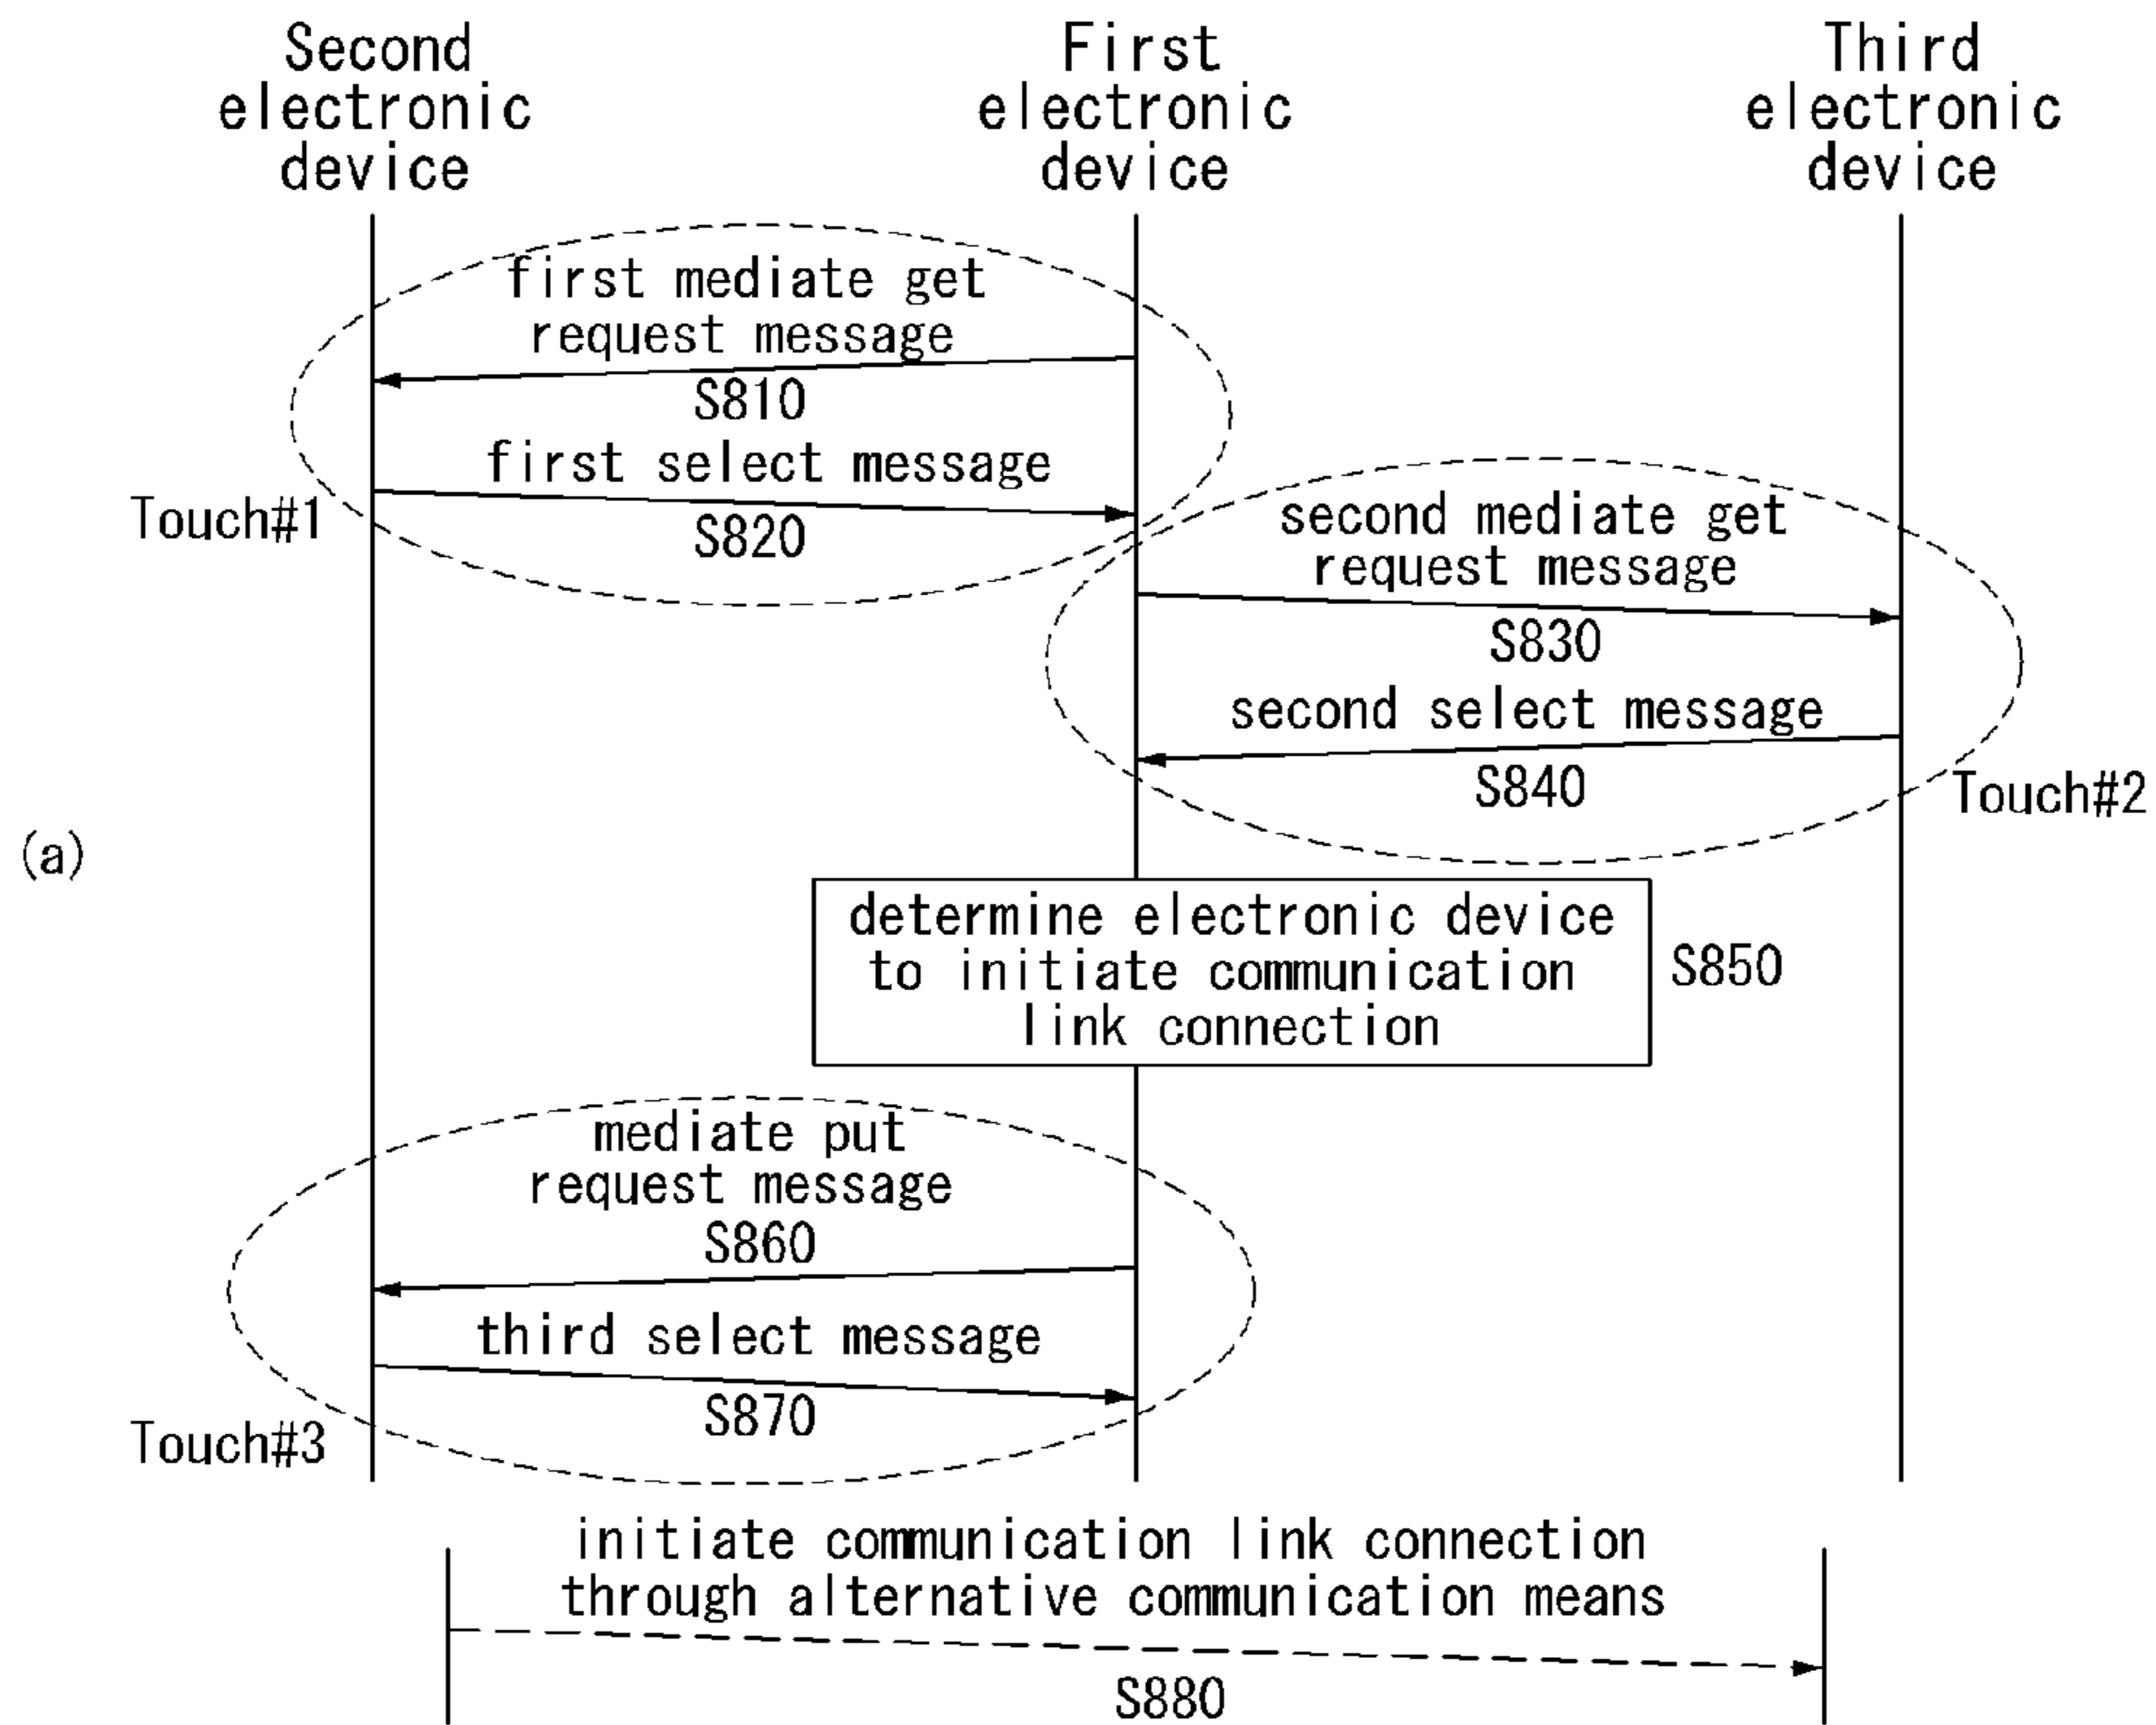 Second
electronic
device
First
electronic
device
Third
electronic
device
first mediate get
request message
S810
first select message
S820
Touch#1
second mediate get
request message
S830
second select message
S840
Touch#2
(a)
determine electronic device
to initiate communication
link connection
S850
mediate put
request message
S860
third select message
S870
Touch#3
initiate communication link connection
through alternative communication means
S880